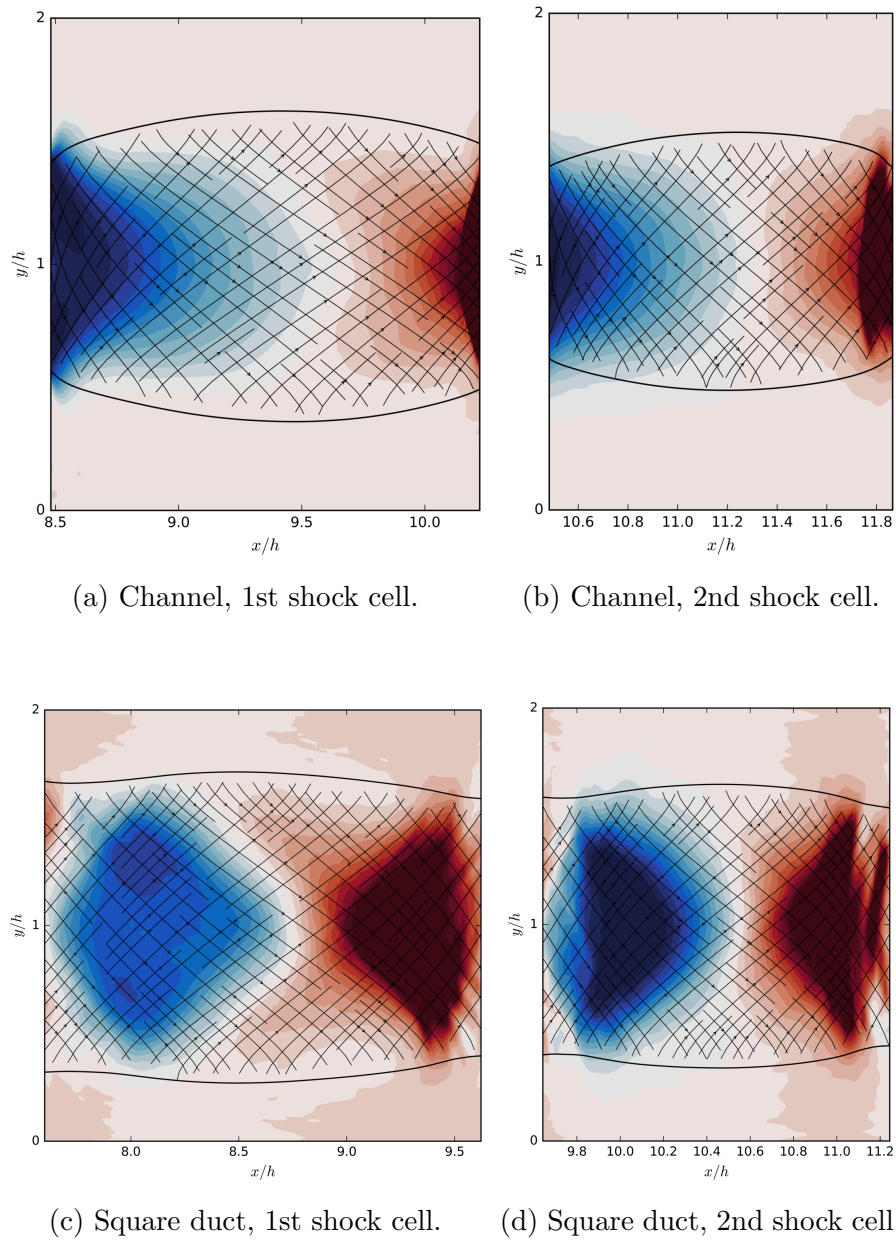 2
y/h
1
0
8.5 9.0 9.5 10.0
x/h
(a) Channel, 1st shock cell.
2
y/h
1
0
10.6 10.8 11.0 11.2 11.4 11.6 11.8
x/h
(b) Channel, 2nd shock cell.
2
y/h
1
0
8.0 8.5 9.0 9.5
x/h
(c) Square duct, 1st shock cell.
2
y/h
1
0
9.8 10.0 10.2 10.4 10.6 10.8 11.0 11.2
x/h
(d) Square duct, 2nd shock cell